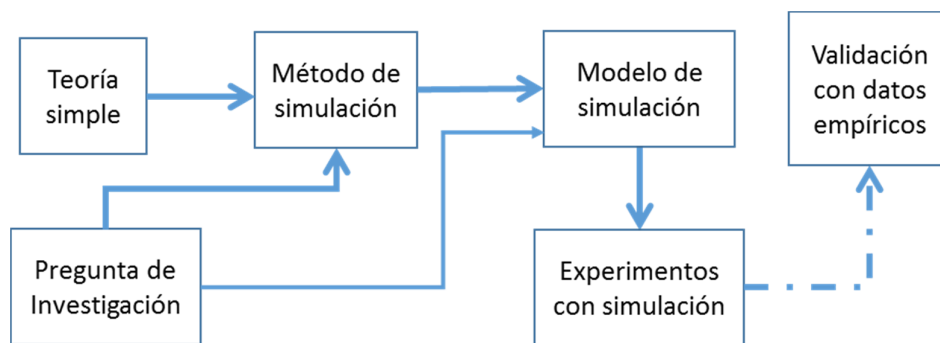 Teoría
simple
Método de
simulación
Modelo de
simulación
Validación
con datos
empíricos
Pregunta de
Investigación
Experimentos
con simulación